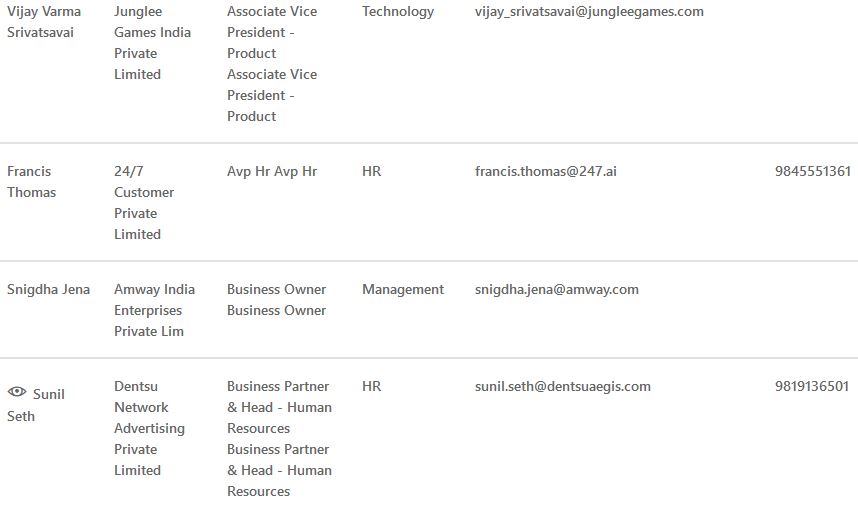 Vijay Varma
Srivatsavai
Junglee
Games India
Private
Limited
Associate Vice
President -
Product
Associate Vice
President -
Product
Technology
vijay_srivatsavai@jungleegames.com
Francis
Thomas
24/7
Customer
Private
Limited
Avp Hr Avp Hr
HR
francis.thomas@247.ai
9845551361
Snigdha Jena
Amway India
Enterprises
Private Lim
Business Owner
Business Owner
Management
snigdha.jena@amway.com
Sunil
Seth
Dentsu
Network
Advertising
Private
Limited
Business Partner
& Head - Human
Resources
Business Partner
& Head - Human
Resources
HR
sunil.seth@dentsuaegis.com
9819136501